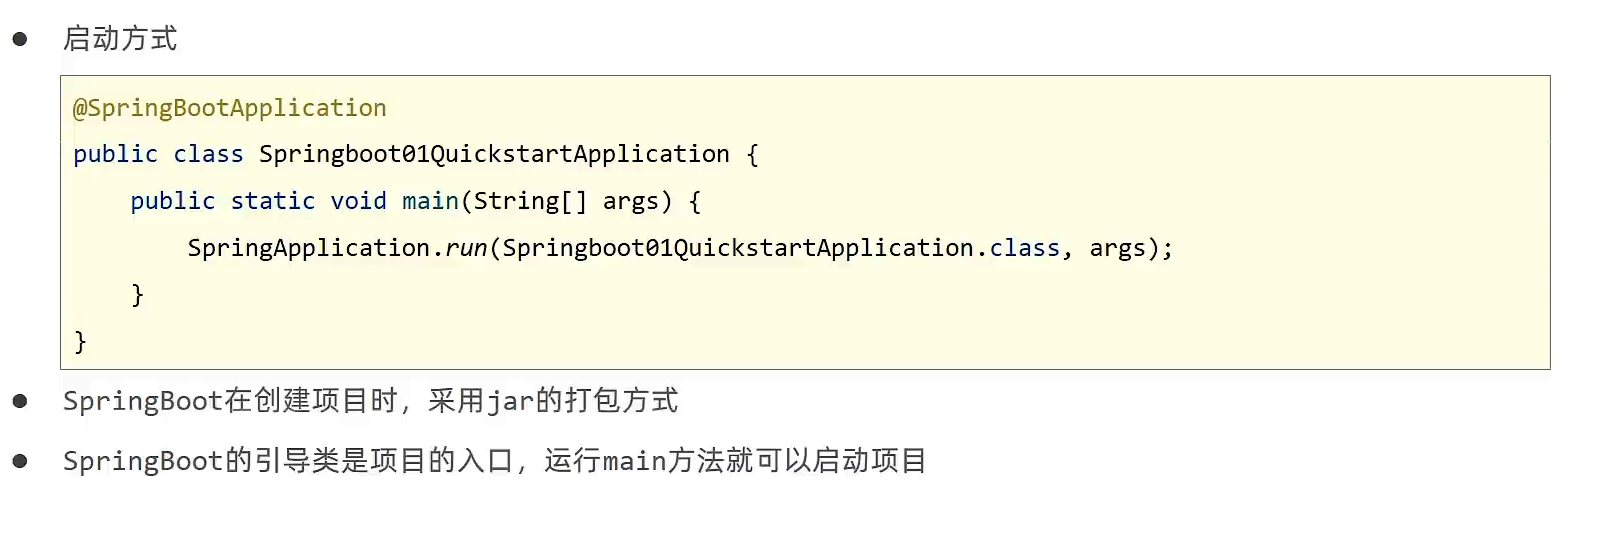 ● 启动方式
@SpringBootApplication
public class Springboot01QuickstartApplication {
    public static void main(String[] args) {
        SpringApplication.run(Springboot01QuickstartApplication.class, args);
    }
}
● SpringBoot在创建项目时，采用jar的打包方式
● SpringBoot的引导类是项目的入口，运行main方法就可以启动项目